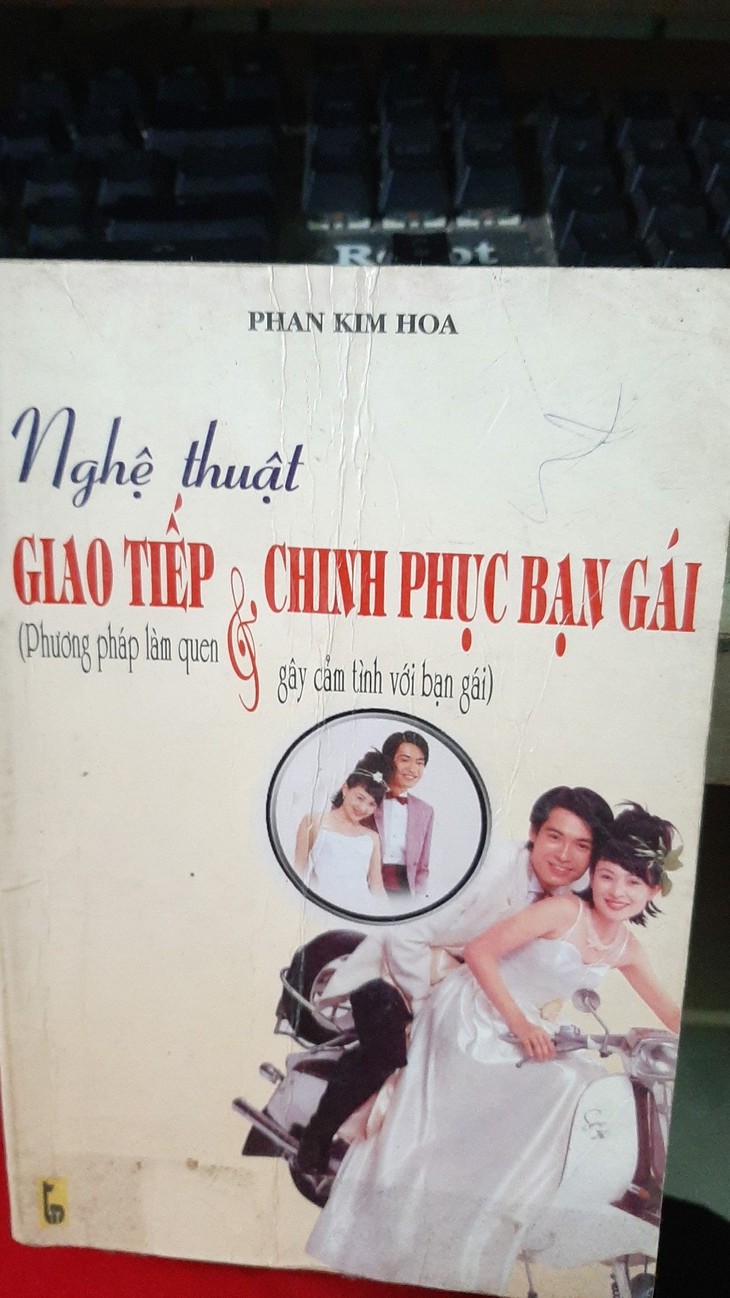 PHAN KIM HOA
Nghệ thuật
GIAO TIẾP & CHINH PHỤC BẠN GÁI
(Phương pháp làm quen
gây cảm tình với bạn gái)